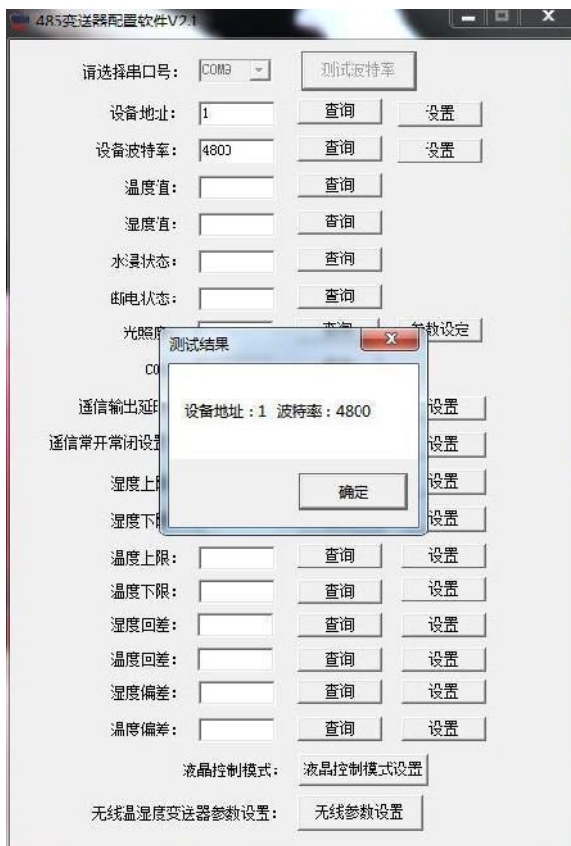 485变送器配置软件V2.1
请选择串口号： COM3 测试波特率
设备地址： 1 查询 设置
设备波特率： 4800 查询 设置
温度值： 查询
湿度值： 查询
水浸状态： 查询
断电状态： 查询
光照度 查询 参数设定
CO
遥信输出延时 设置
遥信常开常闭设置 设置
湿度上限 设置
湿度下限 设置
测试结果
设备地址：1 波特率：4800
确定
温度上限： 查询 设置
温度下限： 查询 设置
湿度回差： 查询 设置
温度回差： 查询 设置
湿度偏差： 查询 设置
温度偏差： 查询 设置
液晶控制模式： 液晶控制模式设置
无线温湿度变送器参数设置： 无线参数设置